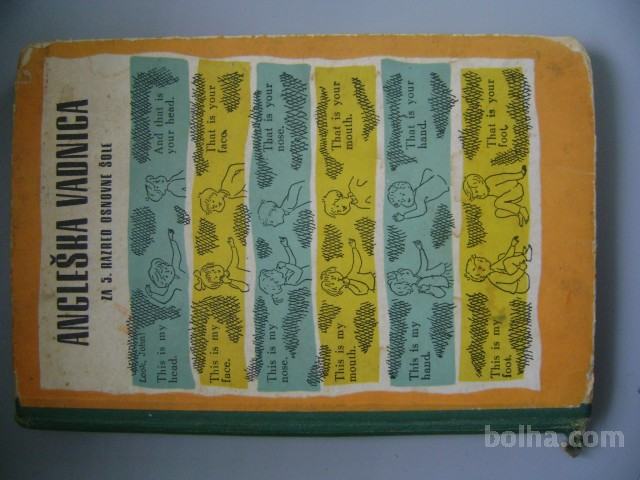 ANGLEŠKA VADNICA
ZA 5. RAZRED OSNOVNE ŠOLE
Look, John!
This is my
head.
And that is
your head.
This is my
face.
That is your
face.
This is my
nose.
That is your
nose.
This is my
mouth.
That is your
mouth.
This is my
hand.
That is your
hand.
This is my
foot.
That is your
foot.
bolha.com